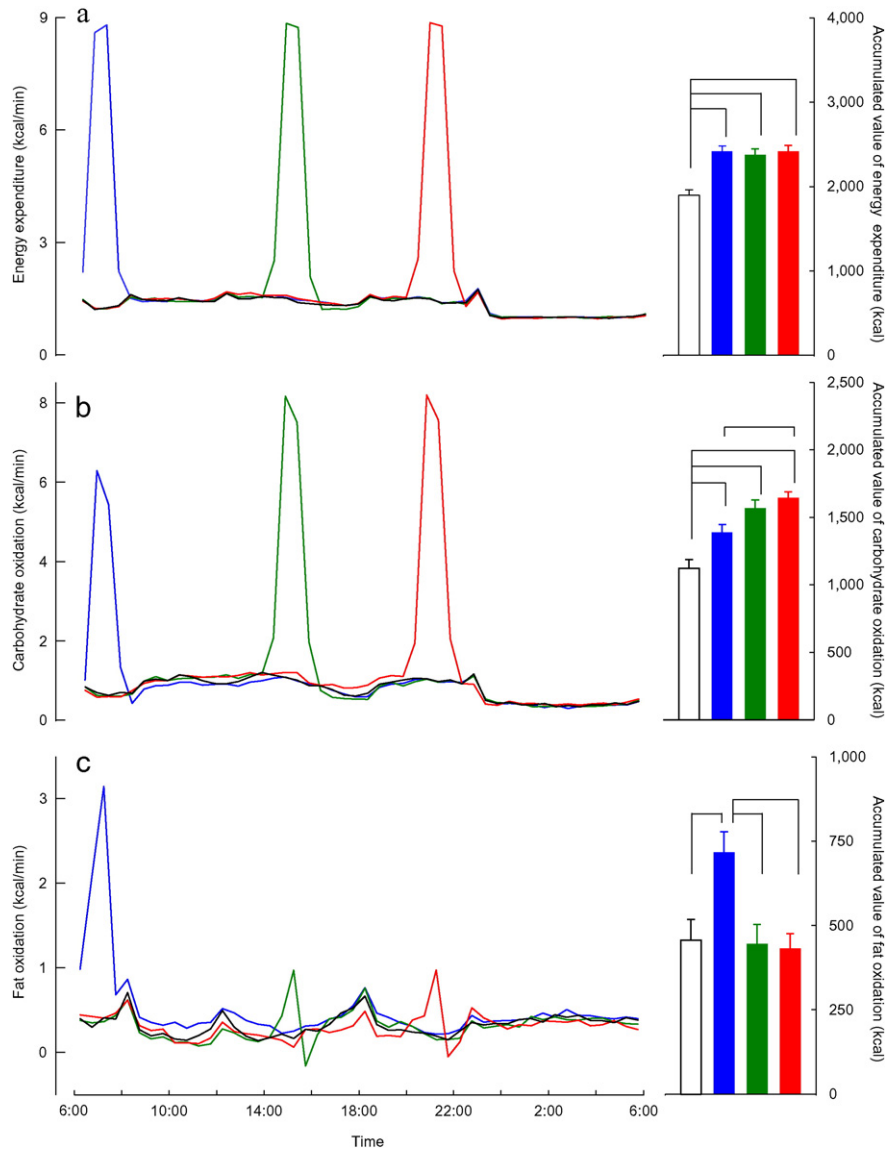 a
9
9
3
0
Energy expenditure (kcal/min)
4,000
3,000
2,000
1,000
0
Accumulated value of energy
expenditure (kcal)
b
8
6
4
2
0
Carbohydrate oxidation (kcal/min)
2,500
2,000
1,500
1,000
500
0
Accumulated value of carbohydrate
oxidation (kcal)
c
3
2
1
0
Fat oxidation (kcal/min)
1,000
750
450
250
0
Accumulated value
of fat oxidation (kcal)
6:00 10:00 14:00 18:00 22:00 2:00 6:00
Time